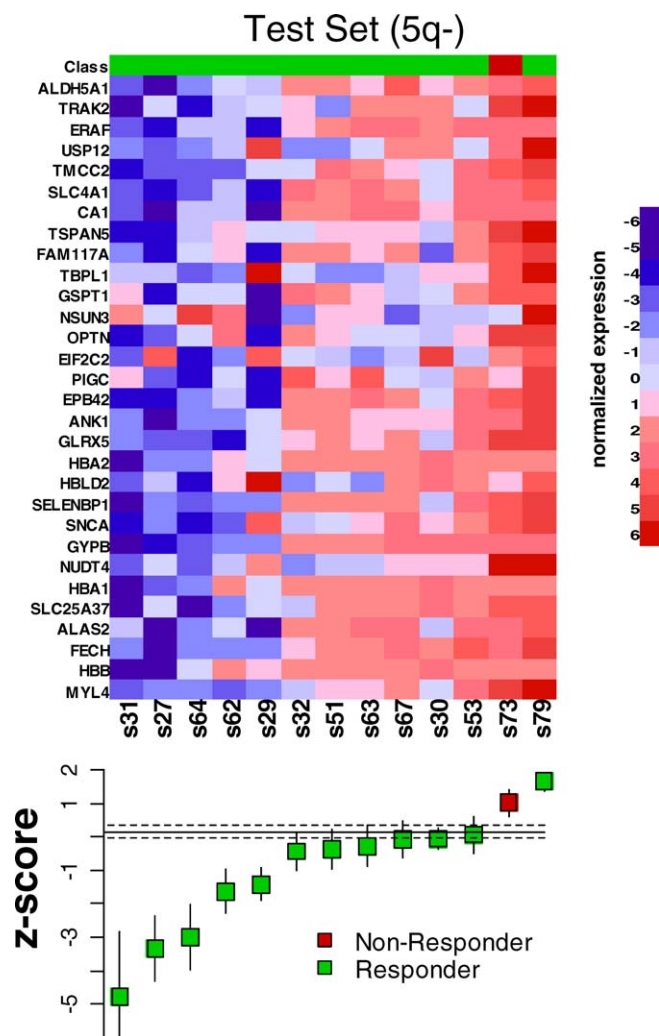 Test Set (5q-)
Class
ALDH5A1
TRAK2
ERAF
USP12
TMCC2
SLC4A1
CA1
TSPAN5
FAM117A
TBPL1
GSPT1
NSUN3
OPTN
EIF2C2
PIGC
EPB42
ANK1
GLRX5
HBA2
HBLD2
SELENBP1
SNCA
GYPB
NUDT4
HBA1
SLC25A37
ALAS2
FECH
HBB
MYL4
s31 s27 s64 s62 s29 s32 s51 s63 s67 s30 s53 s73 s79
normalized expression
-6
-5
-4
-3
-2
-1
0
1
2
3
4
5
6
z-score
2
1
-1
-3
-5
Non-Responder
Responder